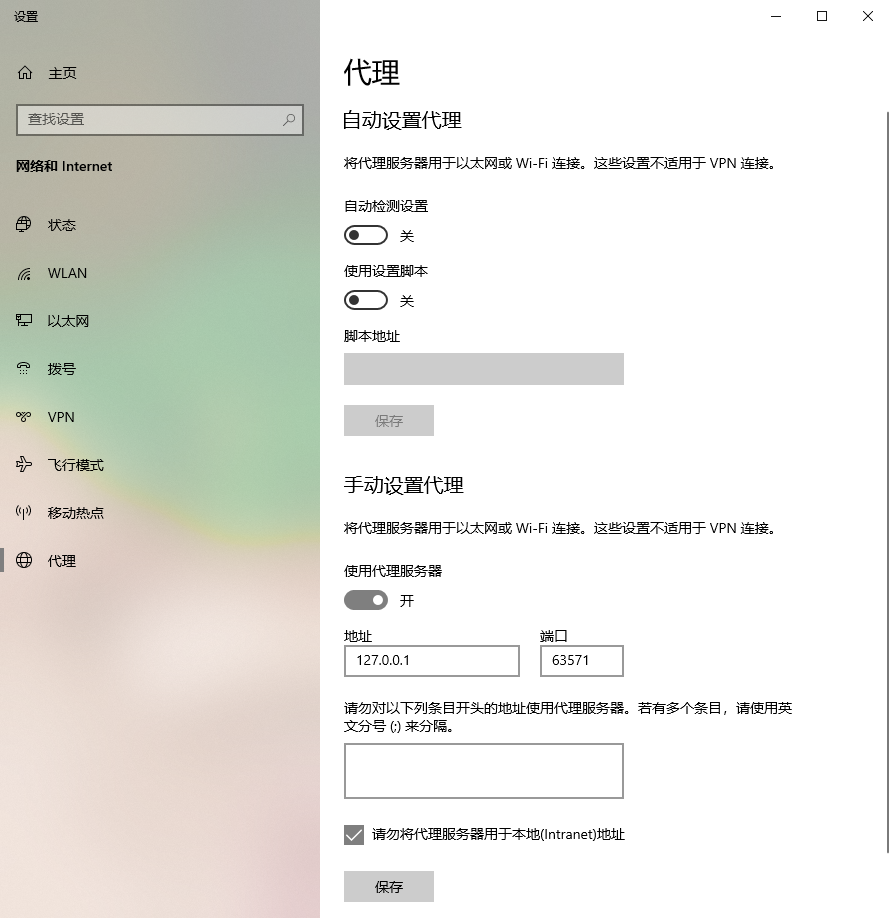 设置
主页
查找设置
网络和 Internet
状态
WLAN
以太网
拨号
VPN
飞行模式
移动热点
代理
代理
自动设置代理
将代理服务器用于以太网或 Wi-Fi 连接。这些设置不适用于 VPN 连接。
自动检测设置
关
使用设置脚本
关
脚本地址
保存
手动设置代理
将代理服务器用于以太网或 Wi-Fi 连接。这些设置不适用于 VPN 连接。
使用代理服务器
开
地址 端口
127.0.0.1 63571
请勿对以下列条目开头的地址使用代理服务器。若有多个条目，请使用英
文分号 (;) 来分隔。
请勿将代理服务器用于本地(Intranet)地址
保存